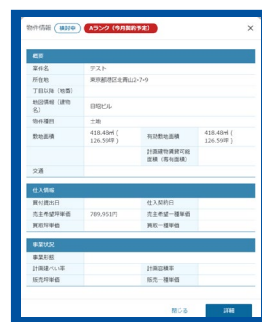 物件情報 検討中 Aランク（今月契約予定） ×
概要
案件名 テスト
所在地 東京都港区北青山2-7-9
丁目以降（地番）
地図情報（建物名） 日昭ビル
物件種目 土地
敷地面積 418.48㎡ (126.59坪) 有効敷地面積 418.48㎡ (126.59坪)
計画建物賃貸可能面積（専有面積）
交通
仕入情報
買付提出日 仕入契約日
売主希望坪単価 789,951円 売主希望一種単価
買取坪単価 買取一種単価
事業状況
事業形態
計画建ぺい率 計画容積率
販売坪単価 販売一種単価
閉じる 詳細